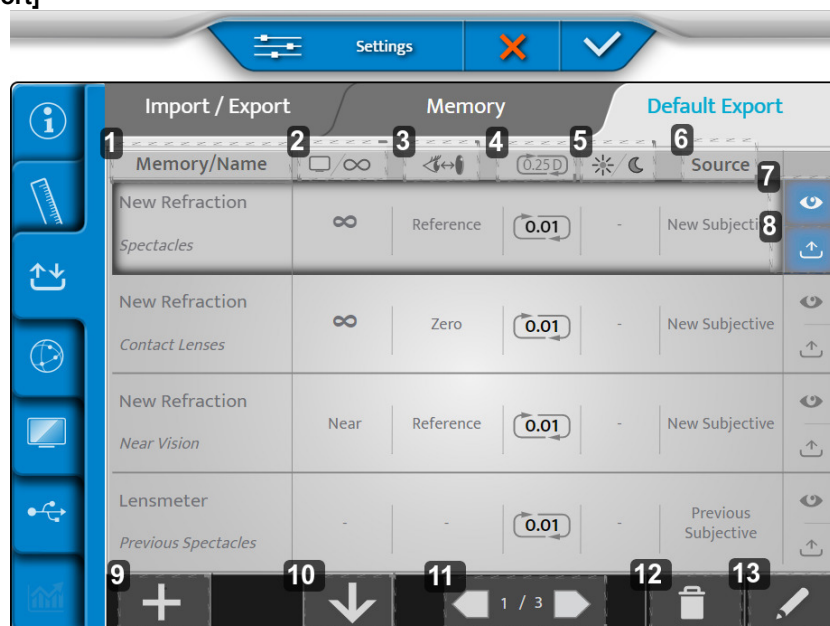 ort]
Settings
Import / Export
Memory
Default Export
1
2
3
4
5
6
Memory/Name
/∞
0.25 D
/
Source
7
New Refraction
Spectacles
∞
Reference
0.01
-
New Subjecti
8
New Refraction
Contact Lenses
∞
Zero
0.01
-
New Subjective
New Refraction
Near Vision
Near
Reference
0.01
-
New Subjective
Lensmeter
Previous Spectacles
-
-
0.01
-
Previous
Subjective
9
10
11
1 / 3
12
13